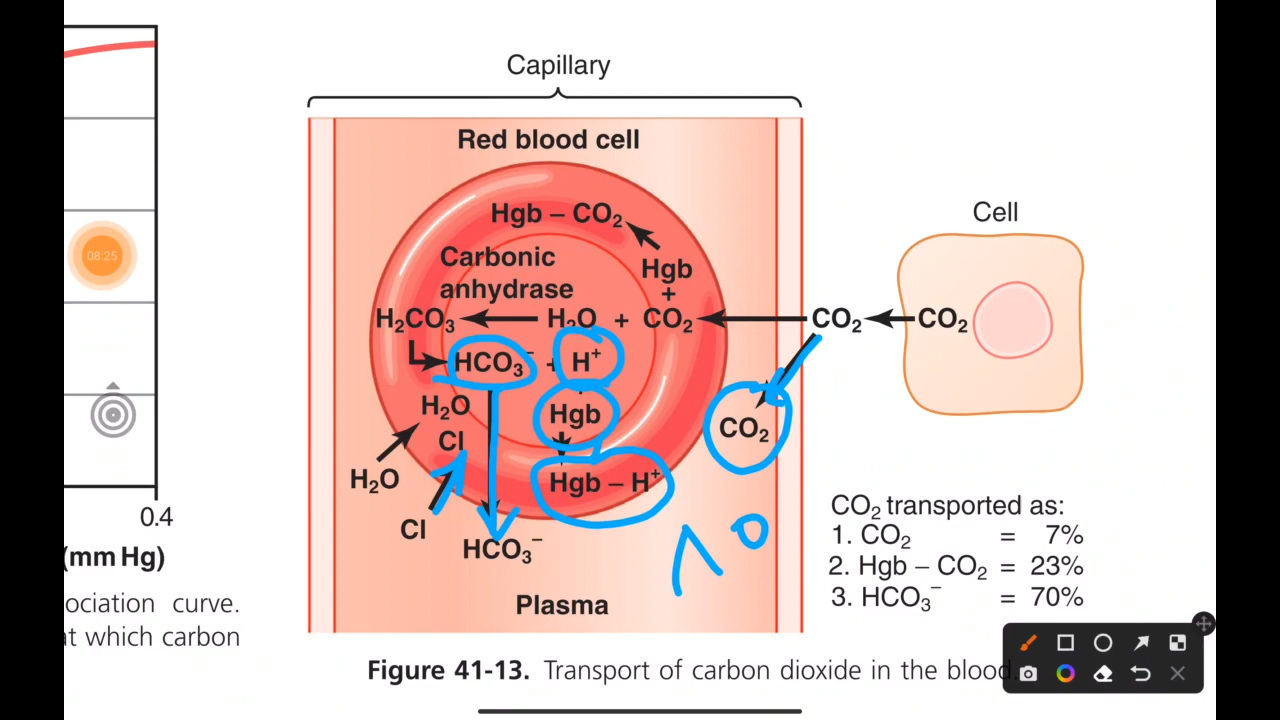 Capillary
Red blood cell
Hgb – CO₂
Cell
Carbonic
anhydrase
Hgb
+
H₂CO₃
H₂O + CO₂
CO₂
CO₂
HCO₃⁻ + H⁺
H₂O
Hgb
Cl
CO₂
H₂O
Hgb – H⁺
Cl
HCO₃⁻
Plasma
08:25
0.4
(mm Hg)
ociation curve.
at which carbon
CO₂ transported as:
1. CO₂ = 7%
2. Hgb – CO₂ = 23%
3. HCO₃⁻ = 70%
Figure 41-13. Transport of carbon dioxide in the blood.